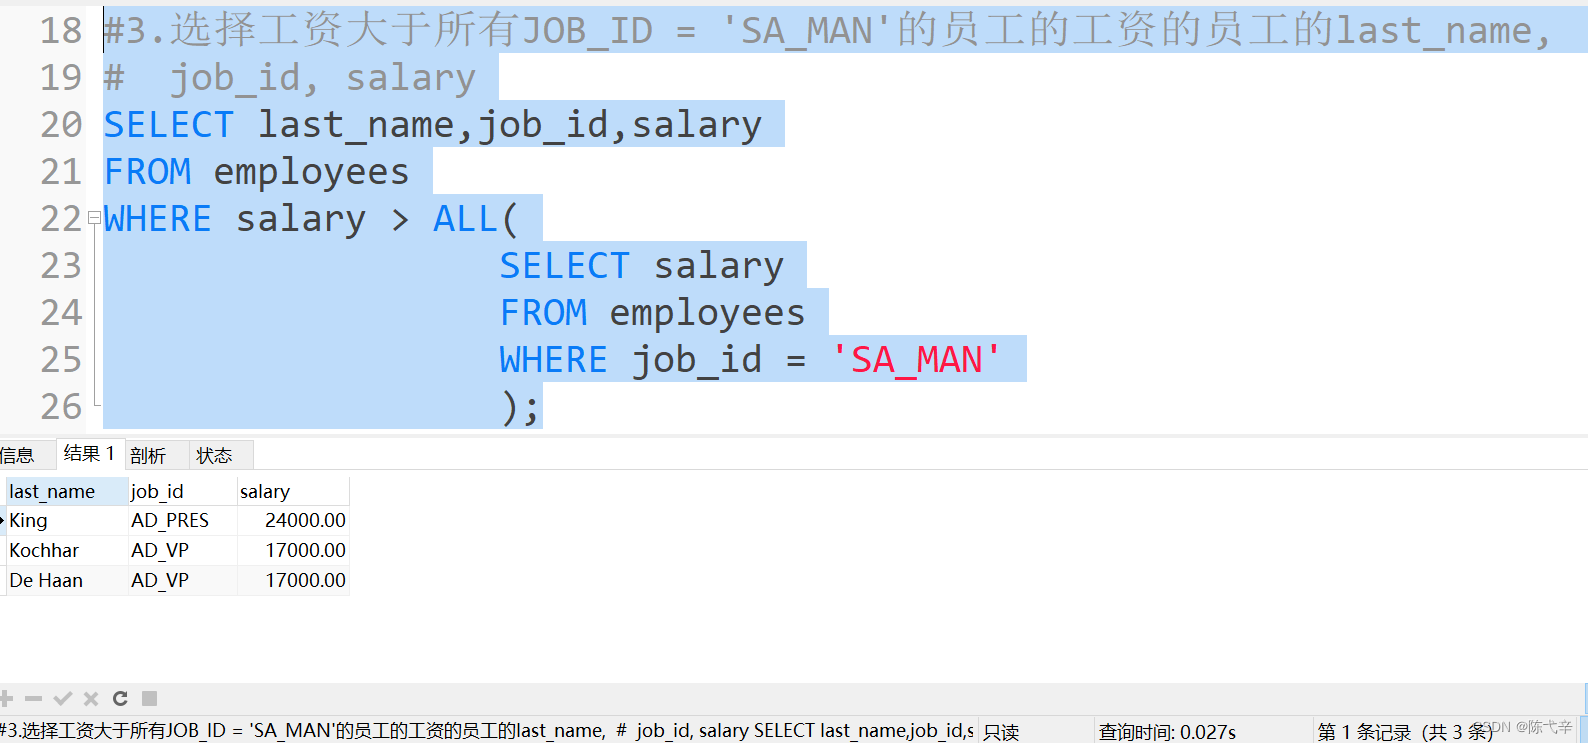 18 #3.选择工资大于所有JOB_ID = 'SA_MAN'的员工的工资的员工的last_name,
19 #  job_id, salary
20 SELECT last_name,job_id,salary
21 FROM employees
22 WHERE salary > ALL(
23 SELECT salary
24 FROM employees
25 WHERE job_id = 'SA_MAN'
26 );
信息 结果 1 剖析 状态
last_name job_id salary
King AD_PRES 24000.00
Kochhar AD_VP 17000.00
De Haan AD_VP 17000.00
#3.选择工资大于所有JOB_ID = 'SA_MAN'的员工的工资的员工的last_name,  #  job_id, salary SELECT last_name,job_id,s 只读 查询时间: 0.027s 第 1 条记录 (共 3 条)
CSDN @陈弋辛